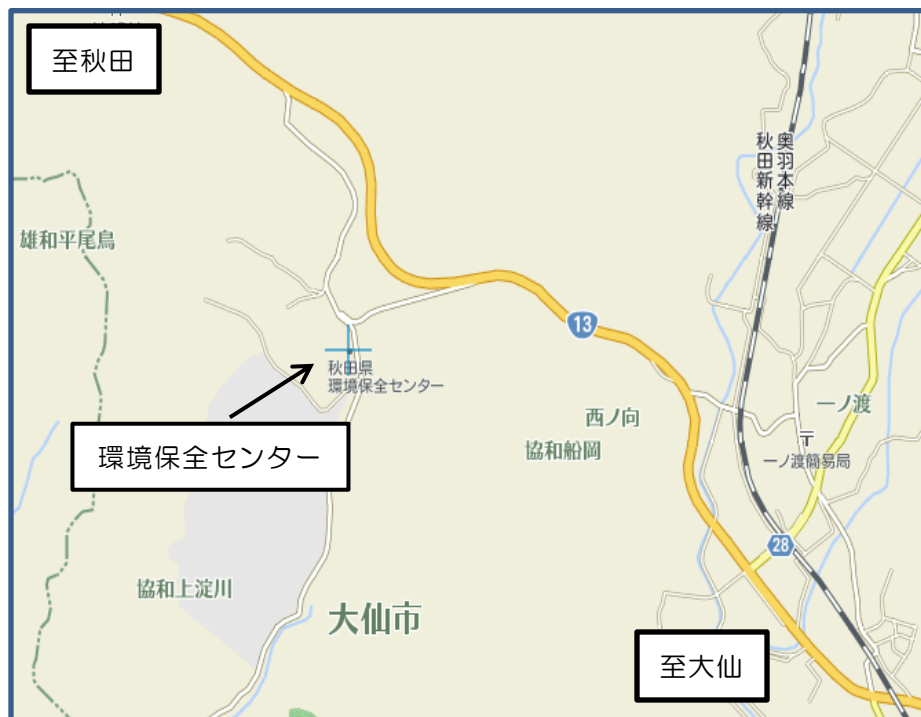 至秋田
奥羽本線
秋田新幹線
雄和平尾鳥
13
秋田県
環境保全センター
一ノ渡
西ノ向
環境保全センター
協和船岡
〒
一ノ渡簡易局
28
協和上淀川
大仙市
至大仙